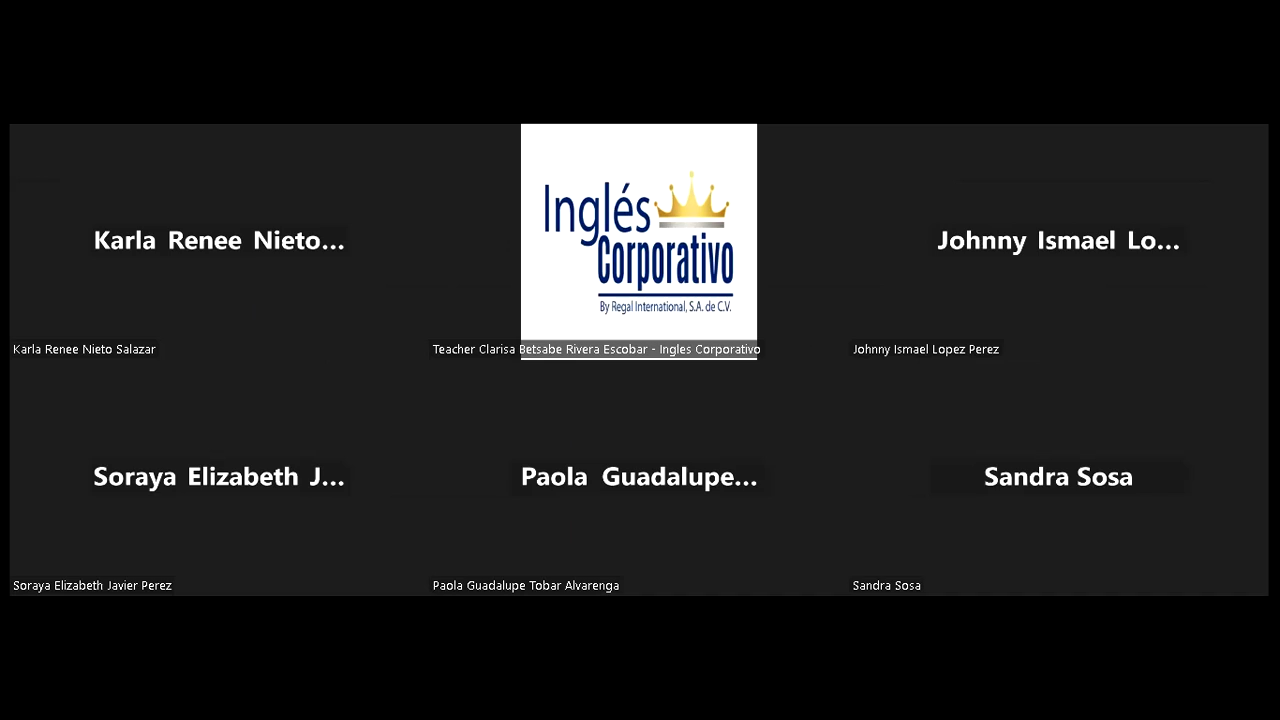 Karla Renee Nieto...
Inglés
Corporativo
By Regal International, S.A. de C.V.
Johnny Ismael Lo...
Karla Renee Nieto Salazar
Teacher Clarisa Betsabe Rivera Escobar - Ingles Corporativo
Johnny Ismael Lopez Perez
Soraya Elizabeth J...
Paola Guadalupe...
Sandra Sosa
Soraya Elizabeth Javier Perez
Paola Guadalupe Tobar Alvarenga
Sandra Sosa